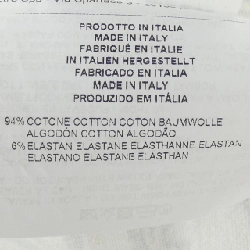 PRODOTTO IN ITALIA
MADE IN ITALY
FABRIQUÉ EN ITALIE
IN ITALIEN HERGESTELLT
FABRICADO EN ITALIA
MADE IN ITALY
PRODUZIDO EM ITÁLIA
94% COTONE COTTON COTON BAUMWOLLE
ALGODÓN COTTON ALGODÃO
6% ELASTAN ELASTANE ELASTHANNE ELASTAN
ELASTANO ELASTANE ELASTHAN